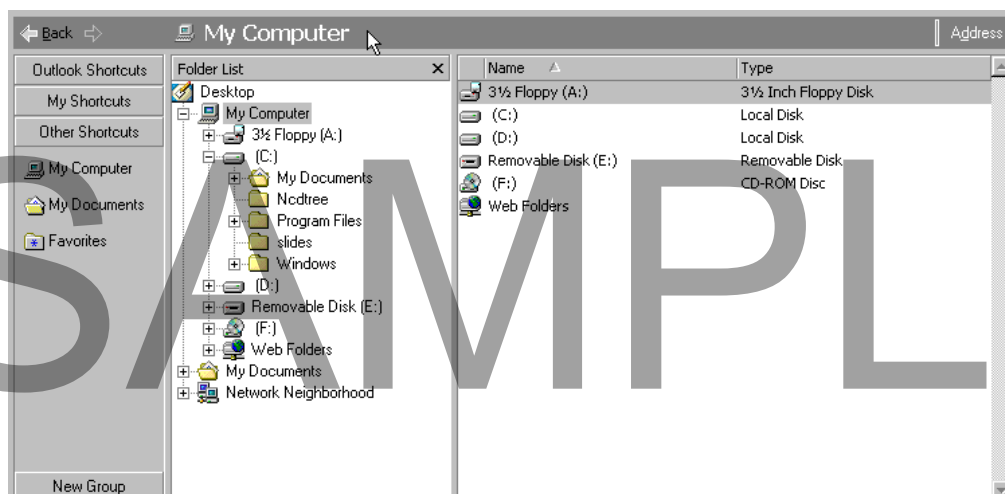 Back
My Computer
Address
Outlook Shortcuts
My Shortcuts
Other Shortcuts
My Computer
My Documents
Favorites
New Group
Folder List
Desktop
My Computer
3½ Floppy (A:)
(C:)
My Documents
Ncdtree
Program Files
slides
Windows
(D:)
Removable Disk (E:)
(F:)
Web Folders
My Documents
Network Neighborhood
Name Type
3½ Floppy (A:) 3½ Inch Floppy Disk
(C:) Local Disk
(D:) Local Disk
Removable Disk (E:) Removable Disk
(F:) CD-ROM Disc
Web Folders
SAMPL